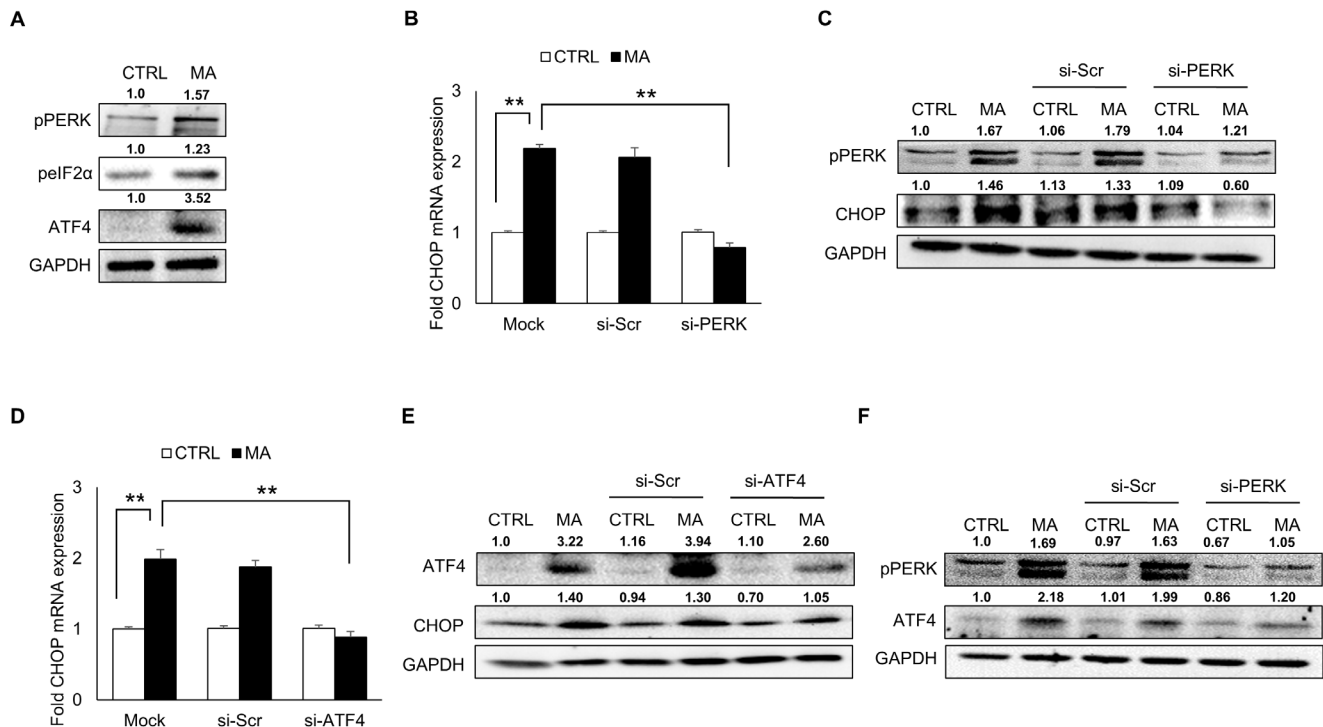 A
CTRL MA
1.0 1.57
pPERK
1.0 1.23
peIF2α
1.0 3.52
ATF4
GAPDH
B
CTRL MA
Fold CHOP mRNA expression
3
2
1
0
** **
Mock si-Scr si-PERK
C
si-Scr si-PERK
CTRL MA CTRL MA CTRL MA
1.0 1.67 1.06 1.79 1.04 1.21
pPERK
1.0 1.46 1.13 1.33 1.09 0.60
CHOP
GAPDH
D
CTRL MA
Fold CHOP mRNA expression
3
2
1
0
** **
Mock si-Scr si-ATF4
E
si-Scr si-ATF4
CTRL MA CTRL MA CTRL MA
1.0 3.22 1.16 3.94 1.10 2.60
ATF4
1.0 1.40 0.94 1.30 0.70 1.05
CHOP
GAPDH
F
si-Scr si-PERK
CTRL MA CTRL MA CTRL MA
1.0 1.69 0.97 1.63 0.67 1.05
pPERK
1.0 2.18 1.01 1.99 0.86 1.20
ATF4
GAPDH